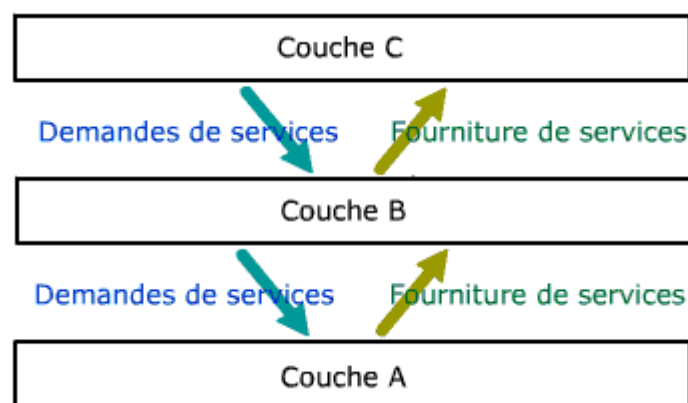 Couche C
Demandes de services Fourniture de services
Couche B
Demandes de services Fourniture de services
Couche A